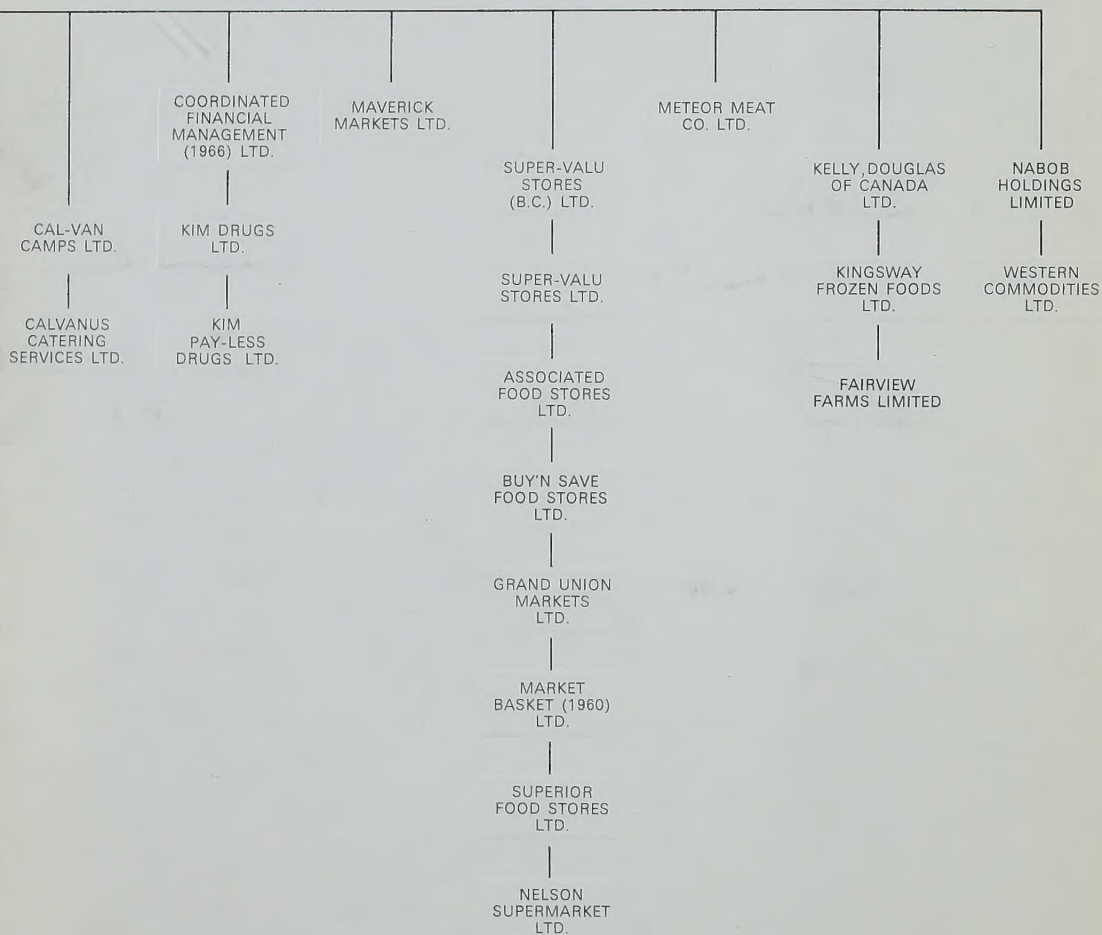 CAL-VAN
CAMPS LTD.
CALVANUS
CATERING
SERVICES LTD.
COORDINATED
FINANCIAL
MANAGEMENT
(1966) LTD.
KIM DRUGS
LTD.
KIM
PAY-LESS
DRUGS LTD.
MAVERICK
MARKETS LTD.
SUPER-VALU
STORES
(B.C.) LTD.
SUPER-VALU
STORES LTD.
ASSOCIATED
FOOD STORES
LTD.
BUY'N SAVE
FOOD STORES
LTD.
GRAND UNION
MARKETS
LTD.
MARKET
BASKET (1960)
LTD.
SUPERIOR
FOOD STORES
LTD.
NELSON
SUPERMARKET
LTD.
METEOR MEAT
CO. LTD.
KELLY, DOUGLAS
OF CANADA
LTD.
KINGSWAY
FROZEN FOODS
LTD.
FAIRVIEW
FARMS LIMITED
NABOB
HOLDINGS
LIMITED
WESTERN
COMMODITIES
LTD.